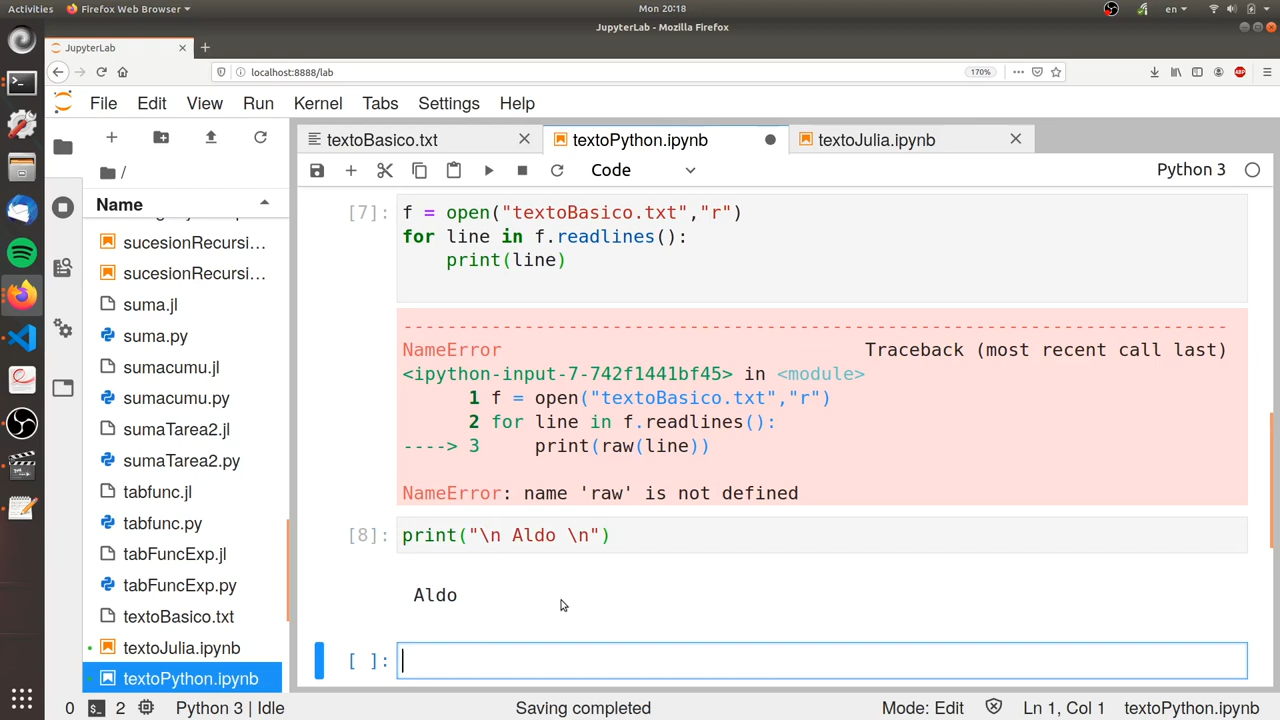 Activities Firefox Web Browser Mon 20:18 en
JupyterLab - Mozilla Firefox
JupyterLab
localhost:8888/lab 170%
File Edit View Run Kernel Tabs Settings Help
textoBasico.txt textoPython.ipynb textoJulia.ipynb
/ Code Python 3
Name
sucesionRecursi...
sucesionRecursi...
suma.jl
suma.py
sumacumu.jl
sumacumu.py
sumaTarea2.jl
sumaTarea2.py
tabfunc.jl
tabfunc.py
tabFuncExp.jl
tabFuncExp.py
textoBasico.txt
textoJulia.ipynb
textoPython.ipynb
[7]: f = open("textoBasico.txt","r")
for line in f.readlines():
    print(line)
---------------------------------------------------------------------------
NameError Traceback (most recent call last)
<ipython-input-7-742f1441bf45> in <module>
1 f = open("textoBasico.txt","r")
2 for line in f.readlines():
----> 3     print(raw(line))
NameError: name 'raw' is not defined
[8]: print("\n Aldo \n")
Aldo
[ ]:
0 2 Python 3 | Idle Saving completed Mode: Edit Ln 1, Col 1 textoPython.ipynb